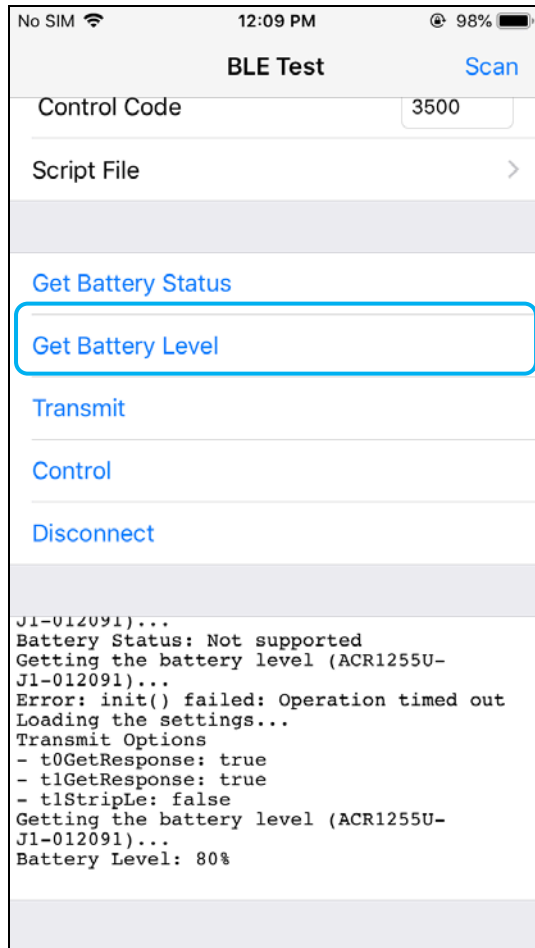 No SIM 12:09 PM 98%
BLE Test Scan
Control Code 3500
Script File
Get Battery Status
Get Battery Level
Transmit
Control
Disconnect
J1-012091)...
Battery Status: Not supported
Getting the battery level (ACR1255U-
J1-012091)...
Error: init() failed: Operation timed out
Loading the settings...
Transmit Options
- t0GetResponse: true
- t1GetResponse: true
- t1StripLe: false
Getting the battery level (ACR1255U-
J1-012091)...
Battery Level: 80%